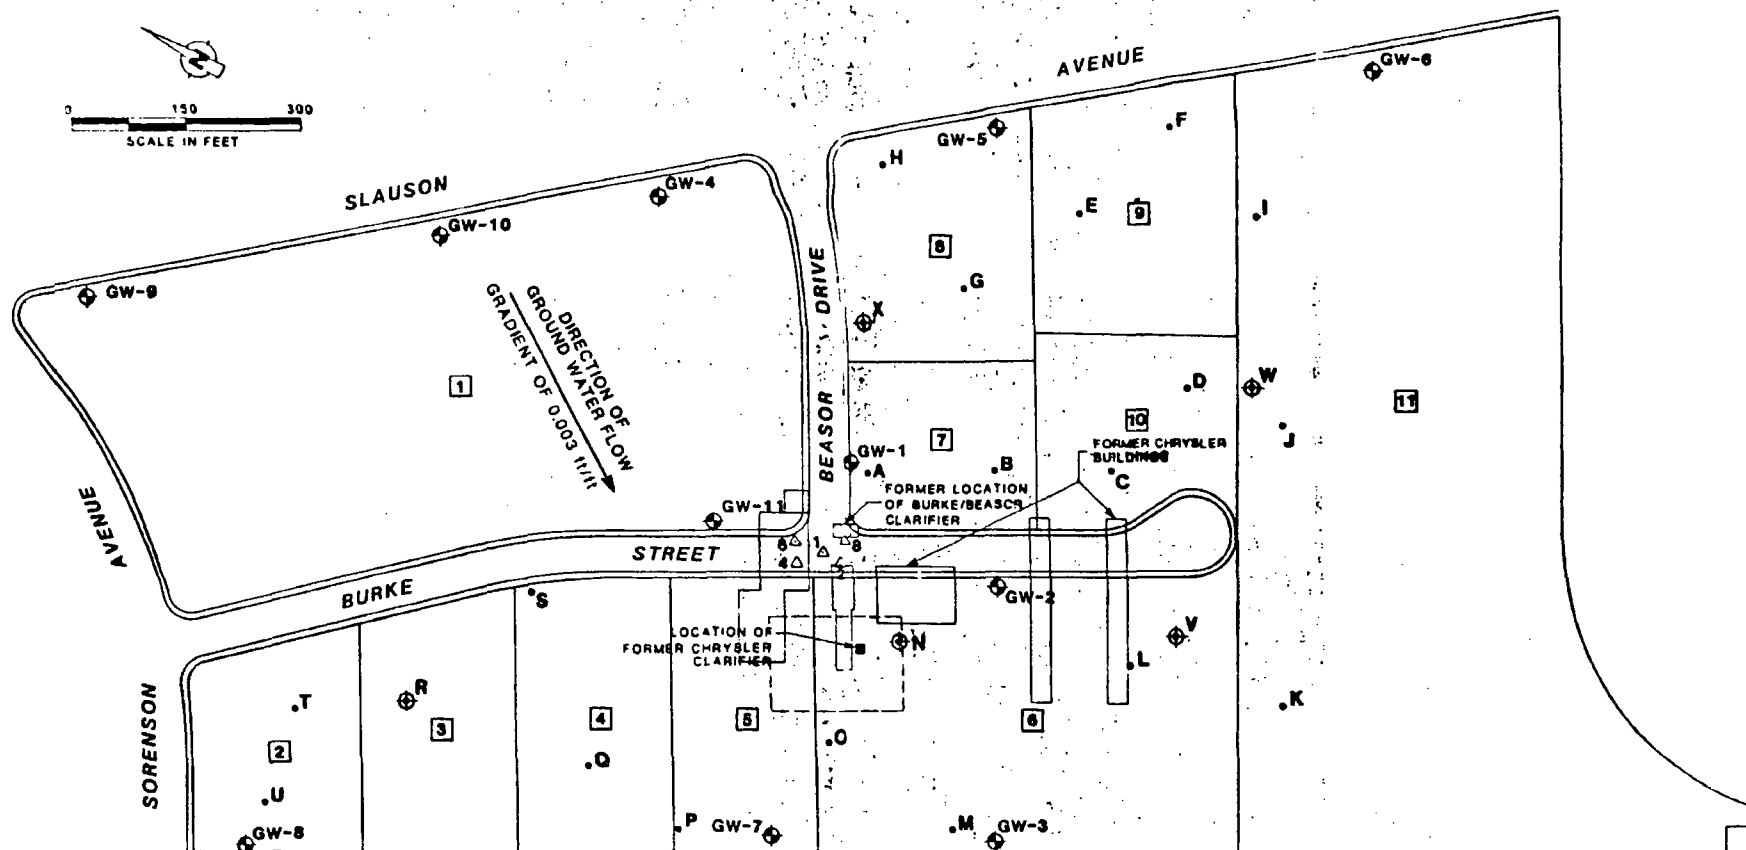 N
0 150 300
SCALE IN FEET
SLAUSON
AVENUE
GW-6
GW-5
F
H
GW-4
GW-10
E
9
I
8
GW-9
G
BEASOR DRIVE
X
DIRECTION OF
GROUND WATER FLOW
GRADIENT OF 0.003 ft/ft
1
D
W
11
10
7
J
FORMER CHRYSLER
BUILDINGS
GW-1
A
B
C
FORMER LOCATION
OF BURKE/BEASOR
CLARIFIER
GW-11
AVENUE
STREET
1
8
4
BURKE
S
GW-2
LOCATION OF
FORMER CHRYSLER
CLARIFIER
N
V
L
SORENSON
T
R
K
2
3
4
5
6
O
Q
U
P
GW-7
M
GW-3
GW-8